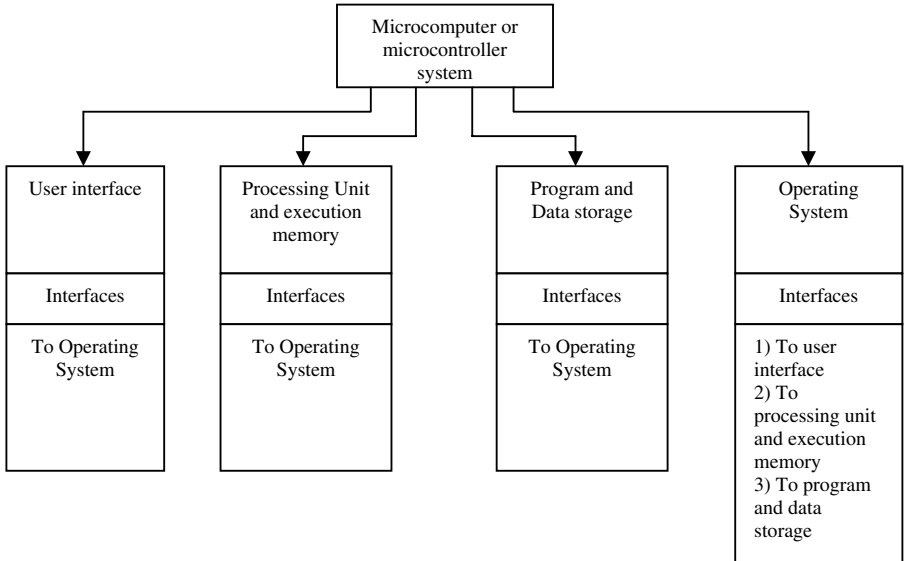 Microcomputer or
microcontroller
system
User interface
Interfaces
To Operating
System
Processing Unit
and execution
memory
Interfaces
To Operating
System
Program and
Data storage
Interfaces
To Operating
System
Operating
System
Interfaces
1) To user
interface
2) To
processing unit
and execution
memory
3) To program
and data
storage